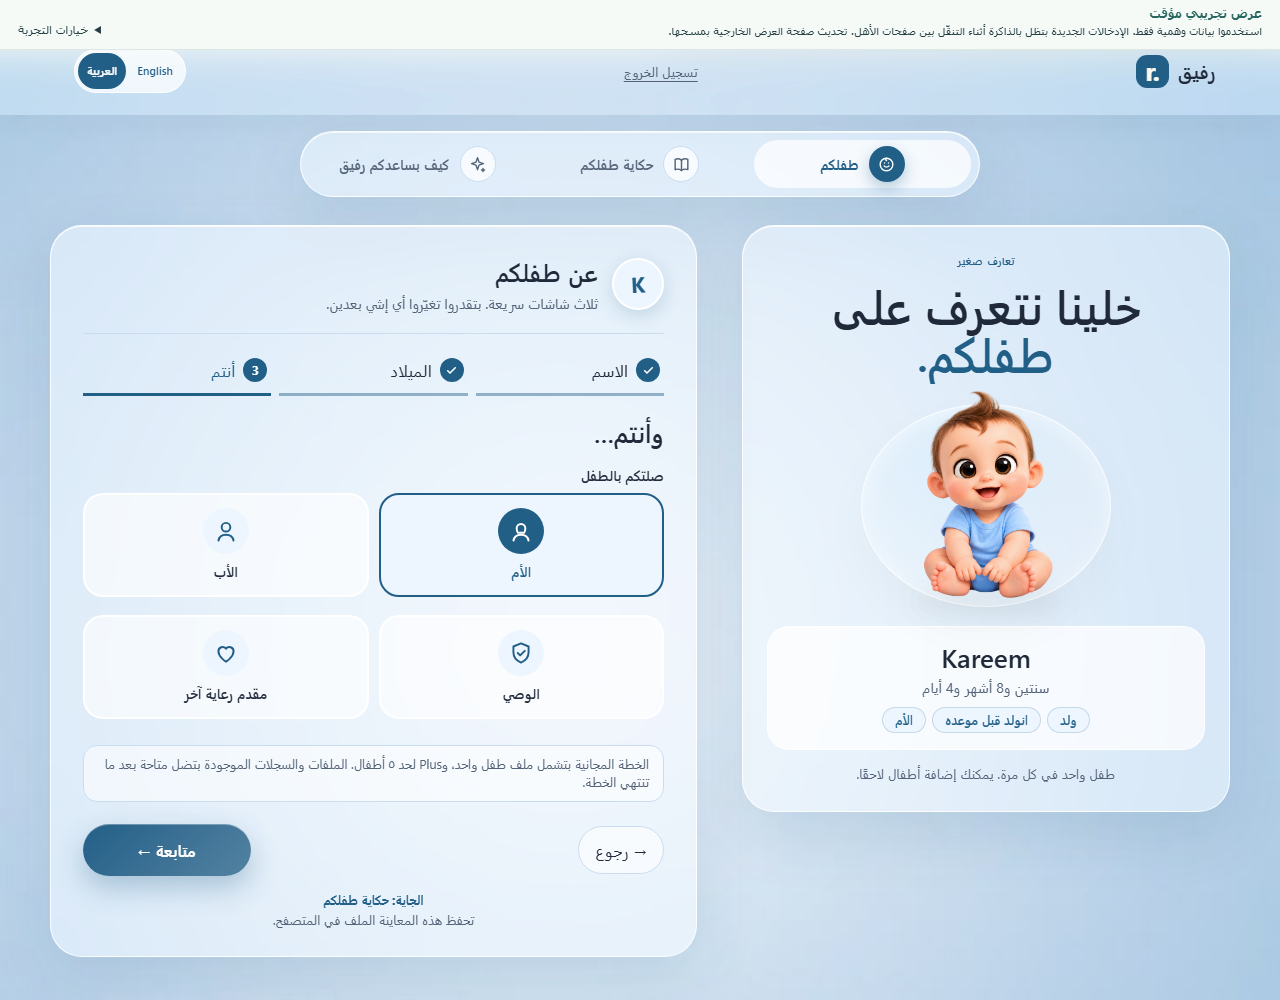 عرض تجريبي مؤقت
استخدموا بيانات وهمية فقط. الإدخالات الجديدة بتظل بالذاكرة أثناء التنقّل بين صفحات الأهل. تحديث صفحة العرض الخارجية بمسحها.
◀ خيارات التجربة
رفيق r.
تسجيل الخروج
English العربية
طفلكم
حكاية طفلكم
كيف بساعدكم رفيق
تعارف صغير
خلينا نتعرف على
طفلكم.
Kareem
سنتين و8 أشهر و4 أيام
ولد
انولد قبل موعده
الأم
طفل واحد في كل مرة. يمكنك إضافة أطفال لاحقًا.
K
عن طفلكم
ثلاث شاشات سريعة. بتقدروا تغيّروا أي إشي بعدين.
الاسم
الميلاد
3 أنتم
وأنتم...
صلتكم بالطفل
الأم
الأب
الوصي
مقدم رعاية آخر
الخطة المجانية بتشمل ملف طفل واحد، وPlus لحد ٥ أطفال. الملفات والسجلات الموجودة بتضل متاحة بعد ما
تنتهي الخطة.
→ رجوع
متابعة ←
الجاية: حكاية طفلكم
تحفظ هذه المعاينة الملف في المتصفح.